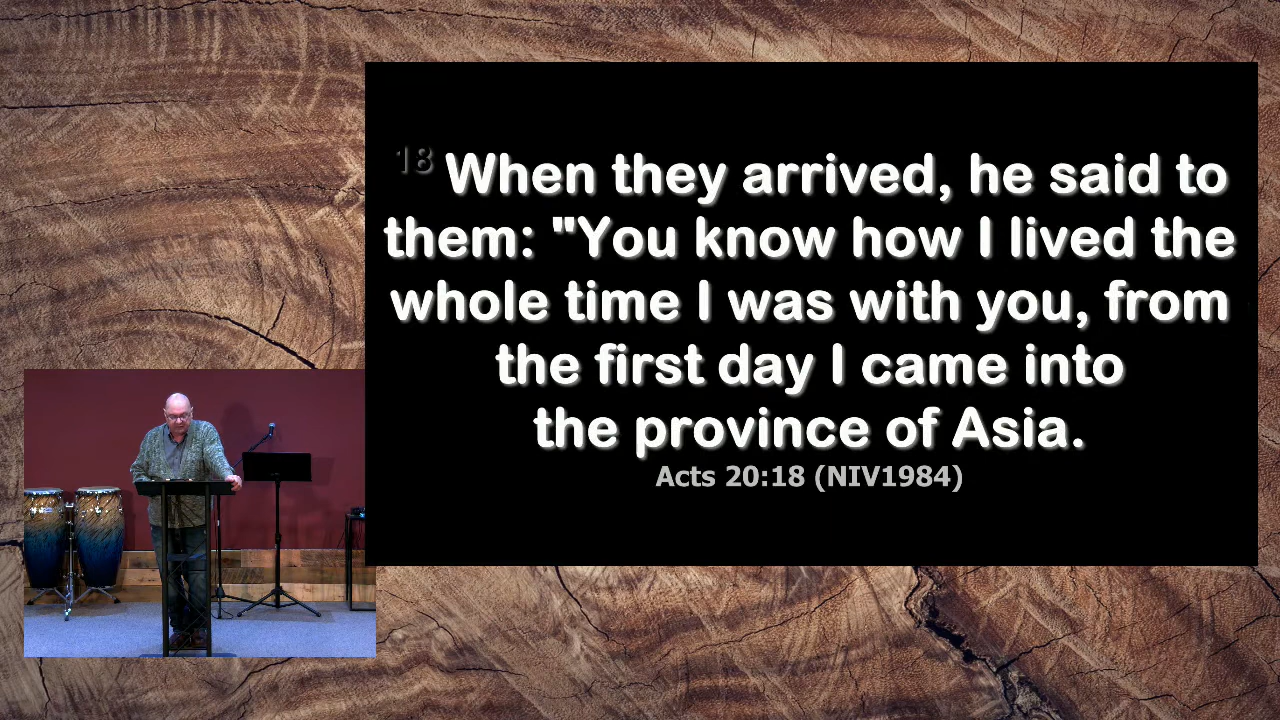 18 When they arrived, he said to
them: "You know how I lived the
whole time I was with you, from
the first day I came into
the province of Asia.
Acts 20:18 (NIV1984)